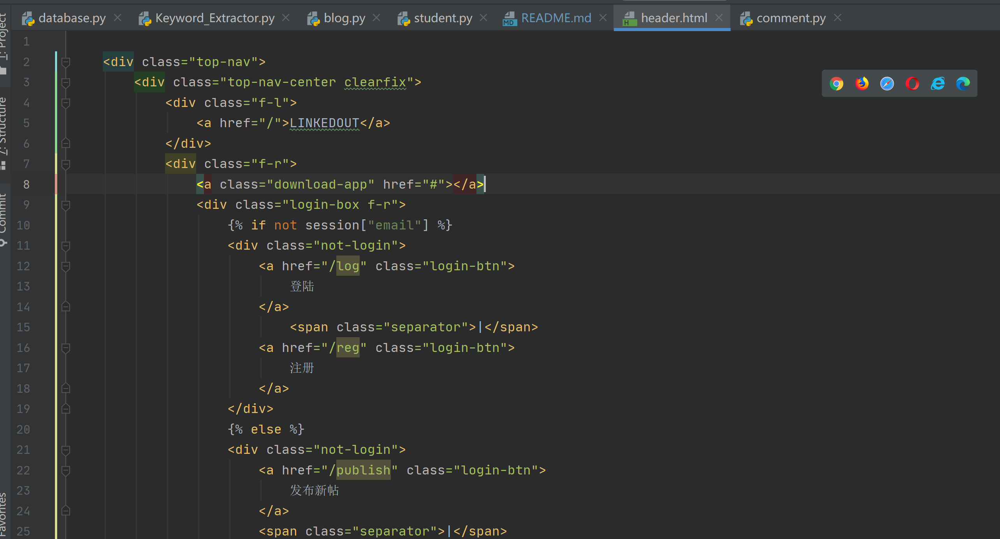 database.py Keyword_Extractor.py blog.py student.py README.md header.html comment.py
1: Project
7: Structure
Commit
Favorites
1
2 <div class="top-nav">
3 <div class="top-nav-center clearfix">
4 <div class="f-l">
5 <a href="/">LINKEDOUT</a>
6 </div>
7 <div class="f-r">
8 <a class="download-app" href="#"></a>
9 <div class="login-box f-r">
10 {% if not session["email"] %}
11 <div class="not-login">
12 <a href="/log" class="login-btn">
13 登陆
14 </a>
15 <span class="separator">|</span>
16 <a href="/reg" class="login-btn">
17 注册
18 </a>
19 </div>
20 {% else %}
21 <div class="not-login">
22 <a href="/publish" class="login-btn">
23 发布新帖
24 </a>
25 <span class="separator">|</span>